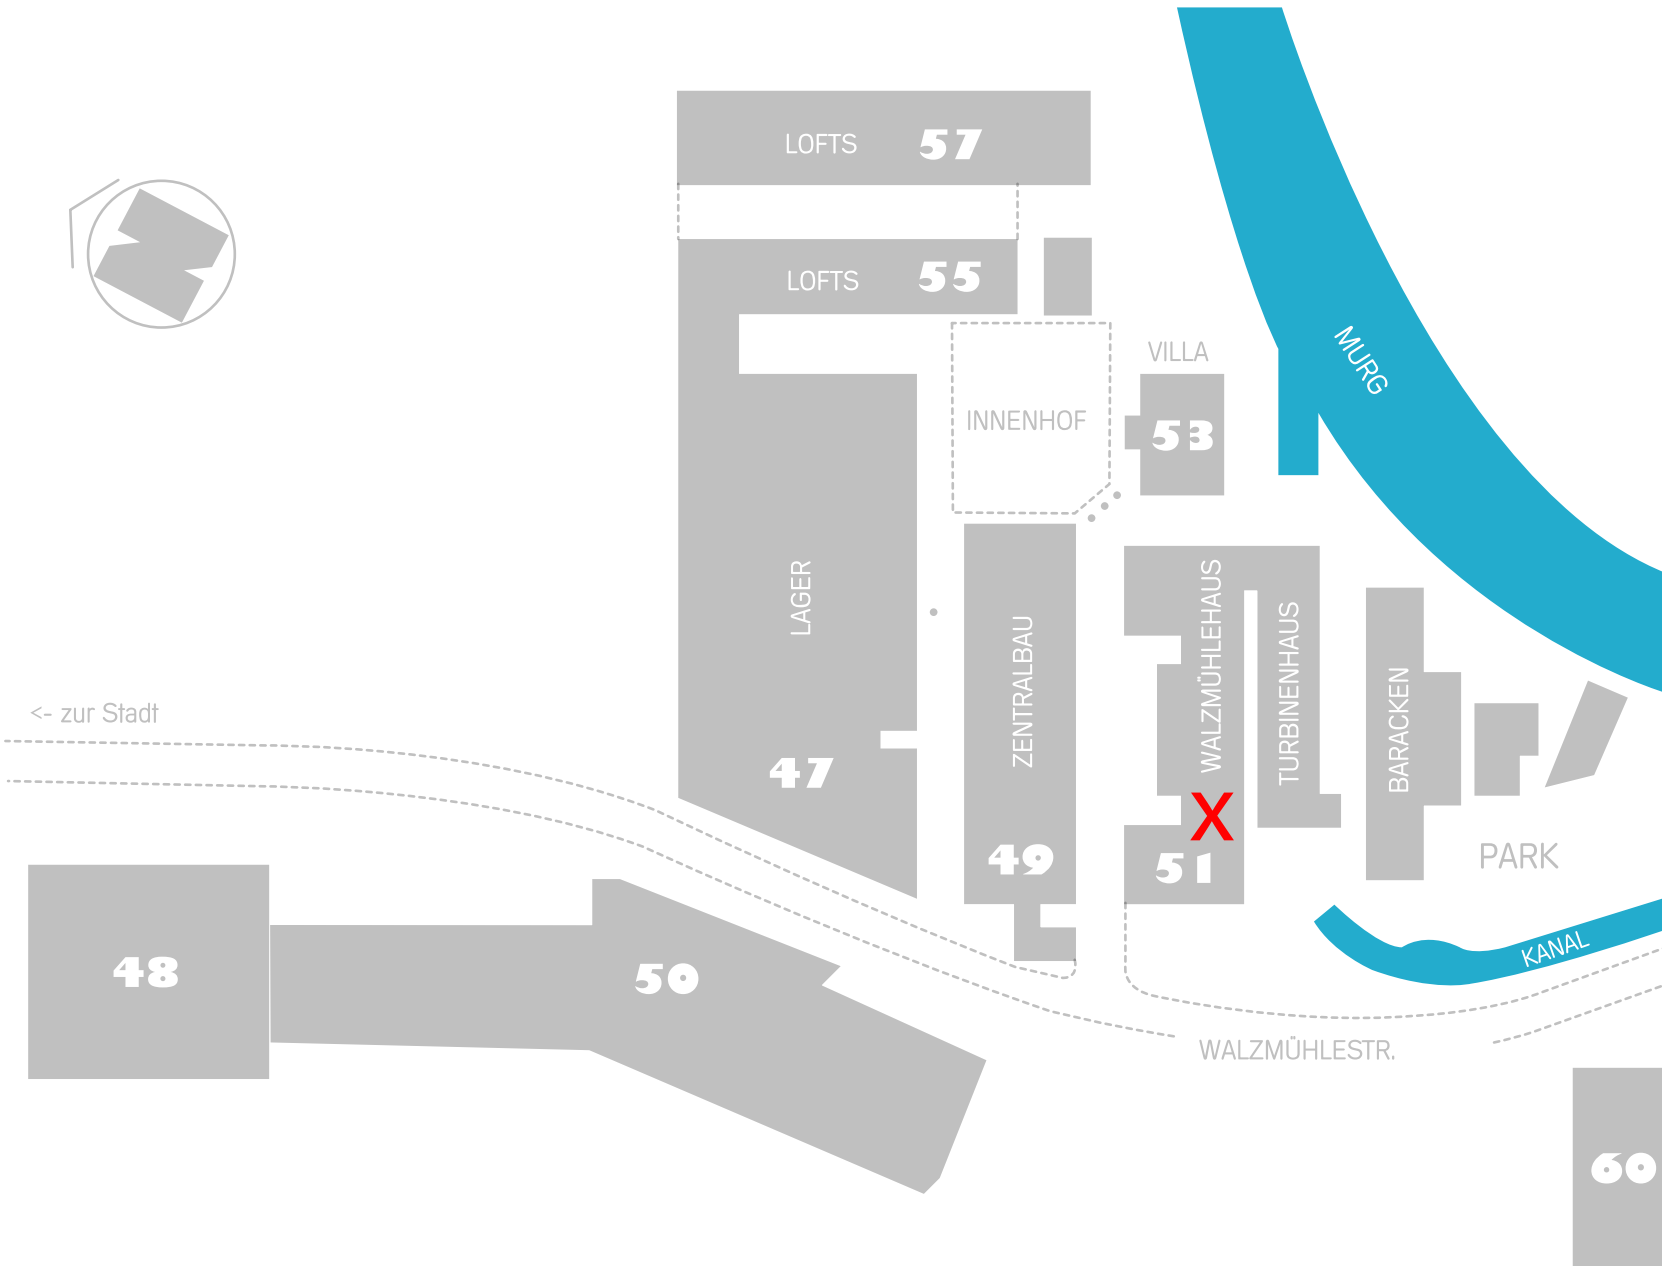 LOFTS 57
LOFTS 55
MURG
VILLA
INNENHOF
53
LAGER
WALZMÜHLEHAUS
TURBINENHAUS
ZENTRALBAU
BARACKEN
<- zur Stadt
47
X
49
51
PARK
48
50
KANAL
WALZMÜHLESTR.
60